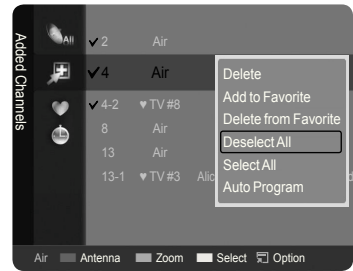 Added Channels
All
✔ 2 Air
✔ 4 Air
✔ 4-2 ♥ TV #8
8 Air
13 Air
13-1 ♥ TV #3 Alic
Delete
Add to Favorite
Delete from Favorite
Deselect All
Select All
Auto Program
Air Antenna Zoom Select Option